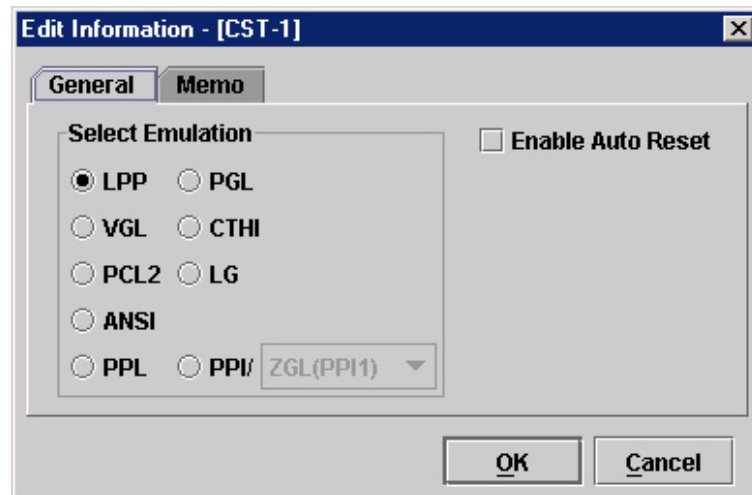 Edit Information - [CST-1]
General Memo
Select Emulation
Enable Auto Reset
LPP PGL
VGL CTHI
PCL2 LG
ANSI
PPL PPI/ ZGL(PPI1)
OK Cancel